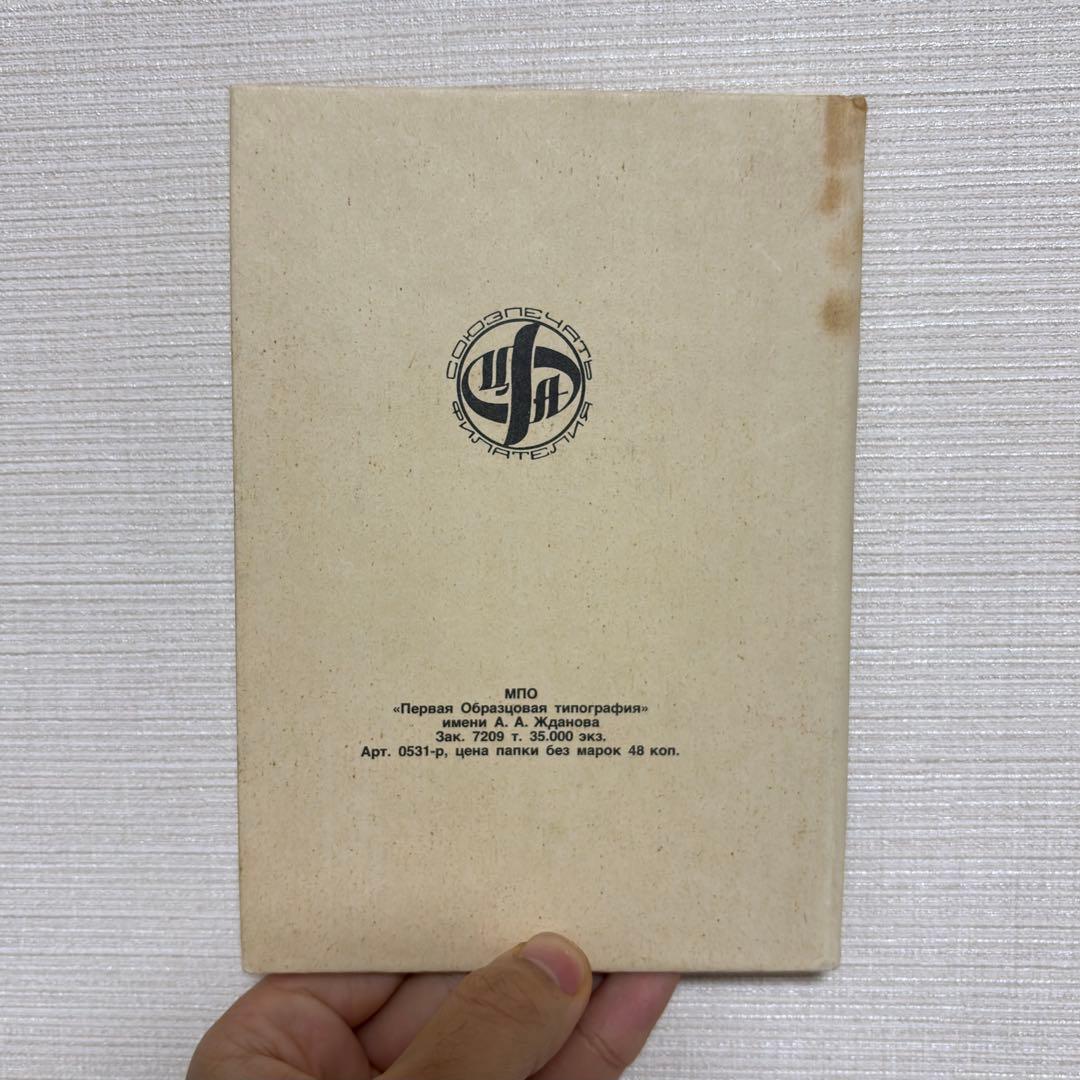 СОЮЗПЕЧАТЬ
ЦФА
ФИЛАТЕЛИЯ
МПО
«Первая Образцовая типография»
имени А. А. Жданова
Зак. 7209 т. 35.000 экз.
Арт. 0531-р, цена папки без марок 48 коп.